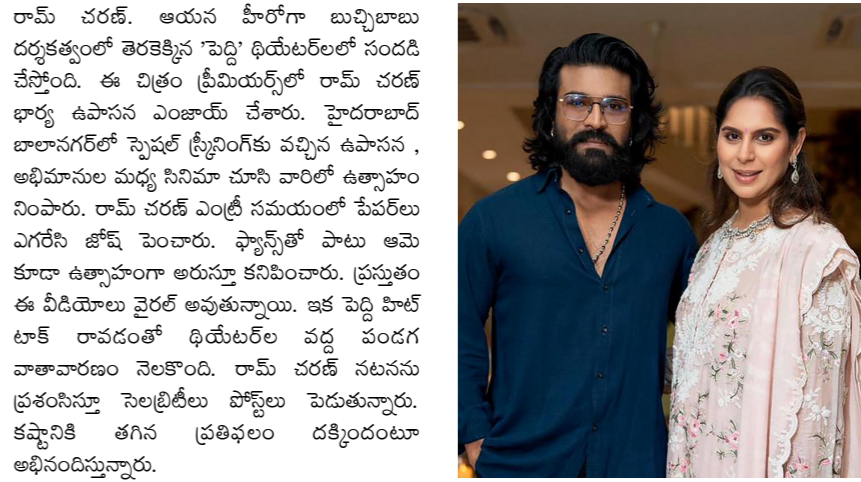 రామ్ చరణ్. ఆయన హీరోగా బుచ్చిబాబు
దర్శకత్వంలో తెరకెక్కిన 'పెద్ది' థియేటర్‌లలో సందడి
చేస్తోంది. ఈ చిత్రం ప్రీమియర్స్‌లో రామ్ చరణ్
భార్య ఉపాసన ఎంజాయ్ చేశారు. హైదరాబాద్
బాలానగర్‌లో స్పెషల్ స్క్రీనింగ్‌కు వచ్చిన ఉపాసన ,
అభిమానుల మధ్య సినిమా చూసి వారిలో ఉత్సాహం
నింపారు. రామ్ చరణ్ ఎంట్రీ సమయంలో పేపర్‌లు
ఎగరేసి జోష్ పెంచారు. ఫ్యాన్స్‌తో పాటు ఆమె
కూడా ఉత్సాహంగా అరుస్తూ కనిపించారు. ప్రస్తుతం
ఈ వీడియోలు వైరల్ అవుతున్నాయి. ఇక పెద్ది హిట్
టాక్ రావడంతో థియేటర్‌ల వద్ద పండగ
వాతావారణం నెలకొంది. రామ్ చరణ్ నటనను
ప్రశంసిస్తూ సెలబ్రిటీలు పోస్ట్‌లు పెడుతున్నారు.
కష్టానికి తగిన ప్రతిఫలం దక్కిందంటూ
అభినందిస్తున్నారు.